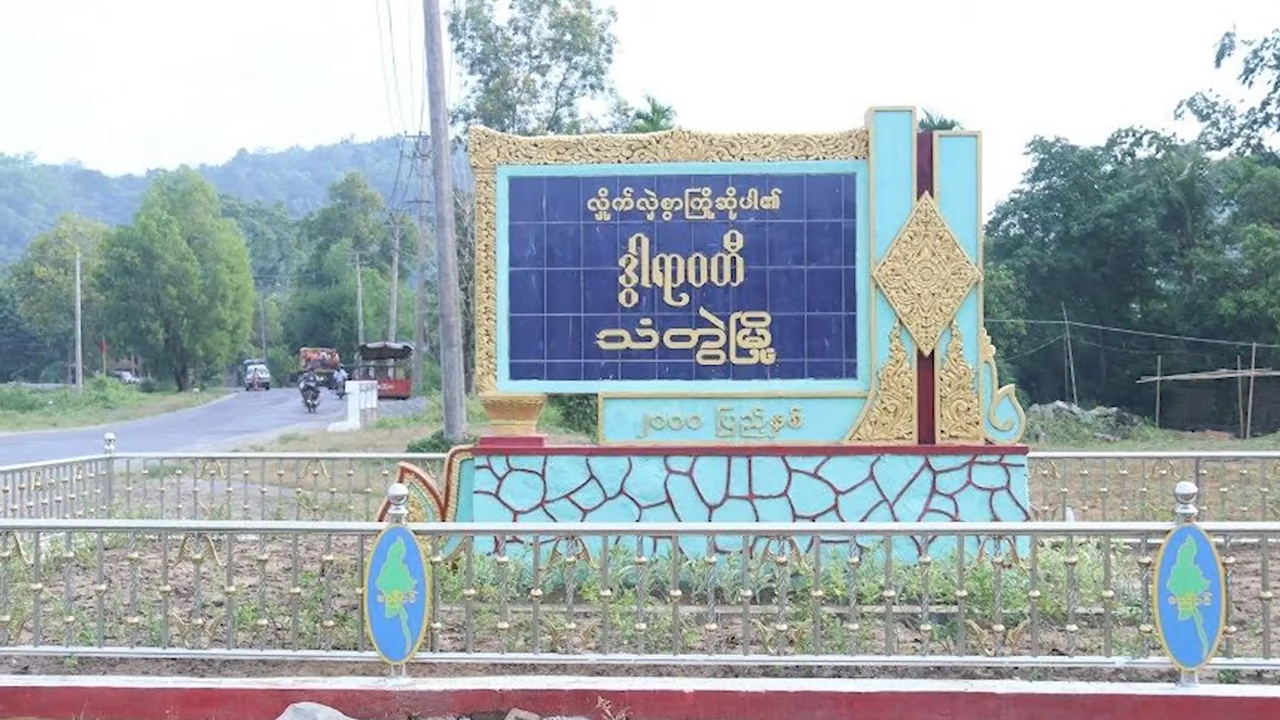 လှိုက်လှဲစွာကြိုဆိုပါ၏
ဒွါရာဝတီ
သံတွဲမြို့
၂၀၀၀ ပြည့်နှစ်